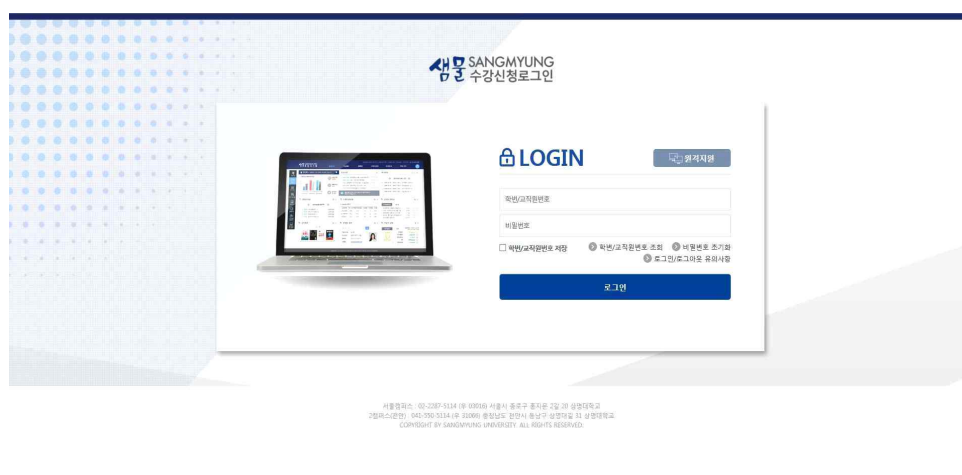 샘물 SANGMYUNG
수강신청로그인
LOGIN
원격지원
학번/교직원번호
비밀번호
학번/교직원번호 저장
학번/교직원번호 조회
비밀번호 초기화
로그인/로그아웃 유의사항
로그인
서울캠퍼스 : 02-2287-5114 (우 03016) 서울시 종로구 홍지문 2길 20 상명대학교
2캠퍼스(천안) : 041-550-5114 (우 31066) 충청남도 천안시 동남구 상명대길 31 상명대학교
COPYRIGHT BY SANGMYUNG UNIVERSITY. ALL RIGHTS RESERVED.